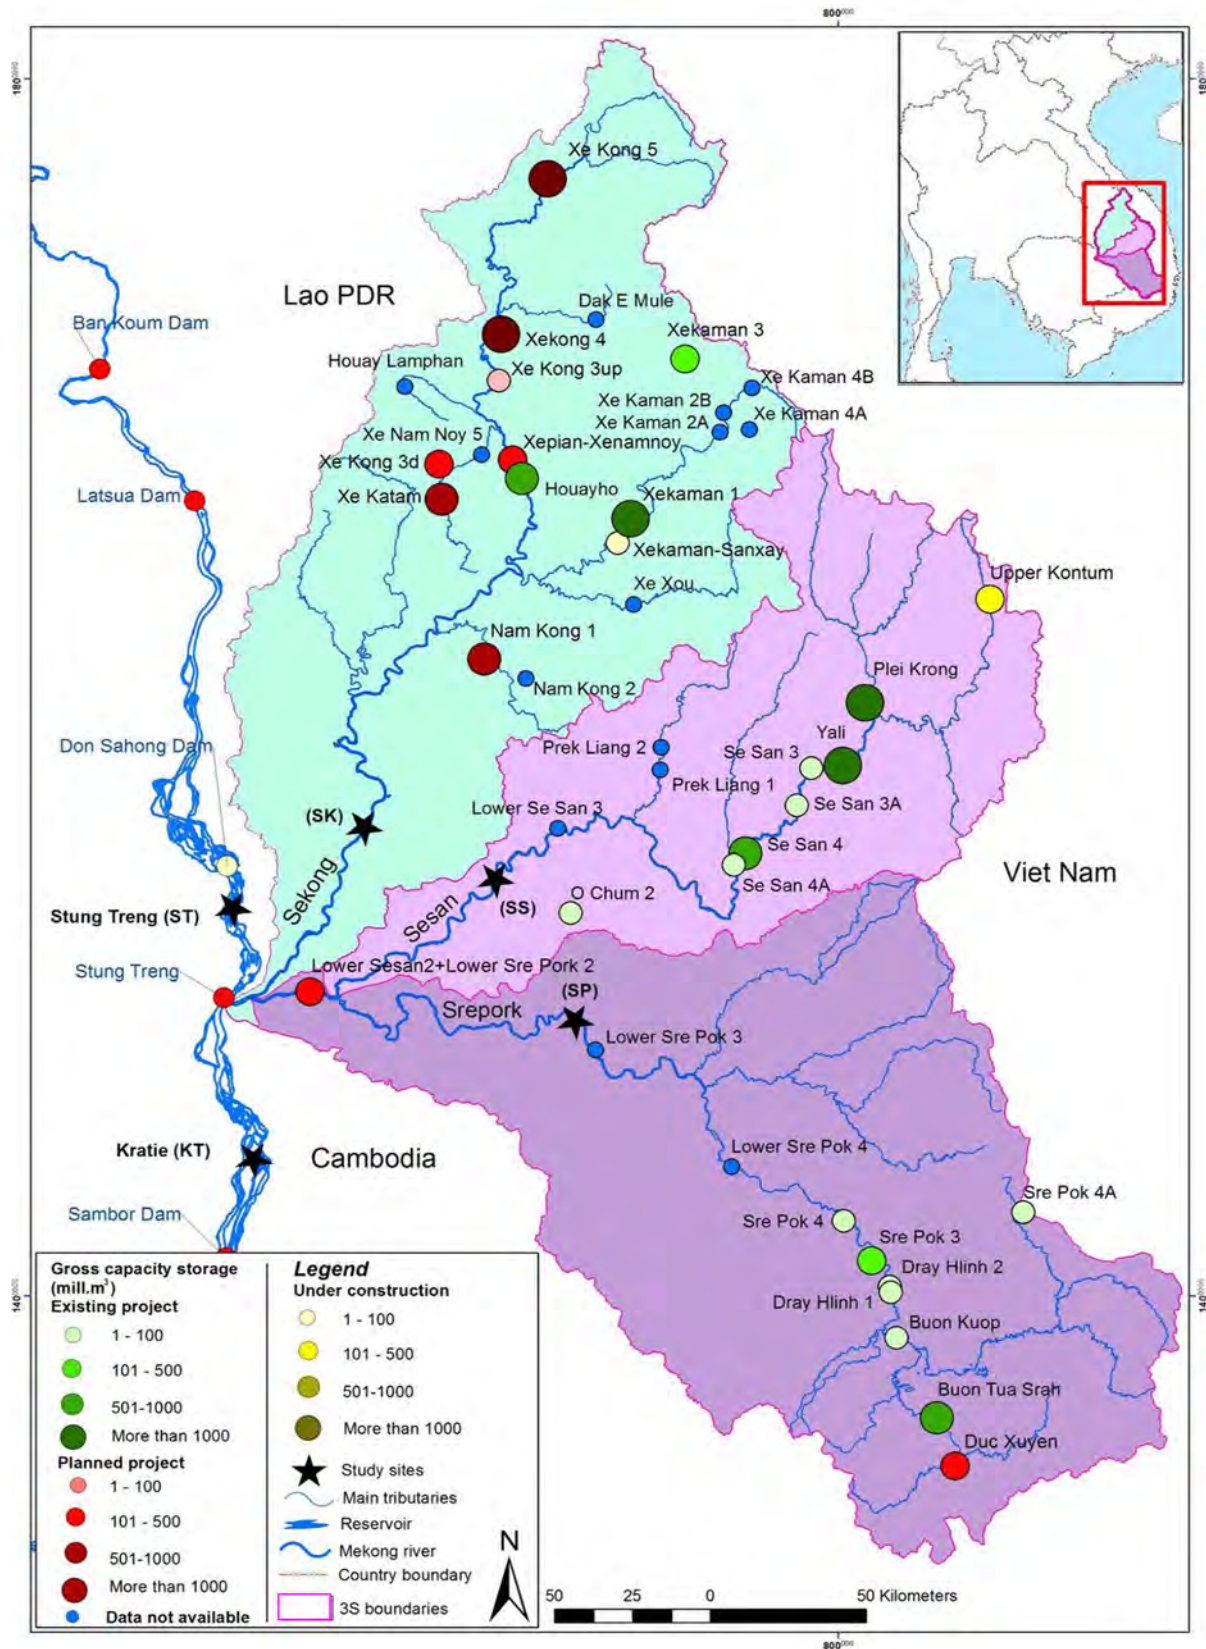 800000
180000
180000
Xe Kong 5
Lao PDR
Dak E Mule
Ban Koum Dam
Xekaman 3
Xekong 4
Houay Lamphan
Xe Kong 3up
Xe Kaman 4B
Xe Kaman 2B
Xe Kaman 2A
Xe Kaman 4A
Xe Nam Noy 5
Xepian-Xenamnoy
Xe Kong 3d
Houayho
Xekaman 1
Xe Katam
Latsua Dam
Xekaman-Sanxay
Upper Kontum
Xe Xou
Nam Kong 1
Plei Krong
Nam Kong 2
Yali
Don Sahong Dam
Prek Liang 2
Se San 3
Prek Liang 1
Se San 3A
Lower Se San 3
(SK)
Se San 4
Viet Nam
Se San 4A
Sekong
Sesan
O Chum 2
(SS)
Stung Treng (ST)
Stung Treng
Lower Sesan2+Lower Sre Pork 2
(SP)
Srepork
Lower Sre Pok 3
Kratie (KT)
Cambodia
Lower Sre Pok 4
Sre Pok 4A
Sambor Dam
Sre Pok 4
Sre Pok 3
Dray Hlinh 2
Dray Hlinh 1
140000
140000
Buon Kuop
Buon Tua Srah
Duc Xuyen
Gross capacity storage
(mill.m³)
Existing project
1 - 100
101 - 500
501-1000
More than 1000
Planned project
1 - 100
101 - 500
501-1000
More than 1000
Data not available
Legend
Under construction
1 - 100
101 - 500
501-1000
More than 1000
Study sites
Main tributaries
Reservoir
Mekong river
Country boundary
3S boundaries
N
50 25 0 50 Kilometers
800000